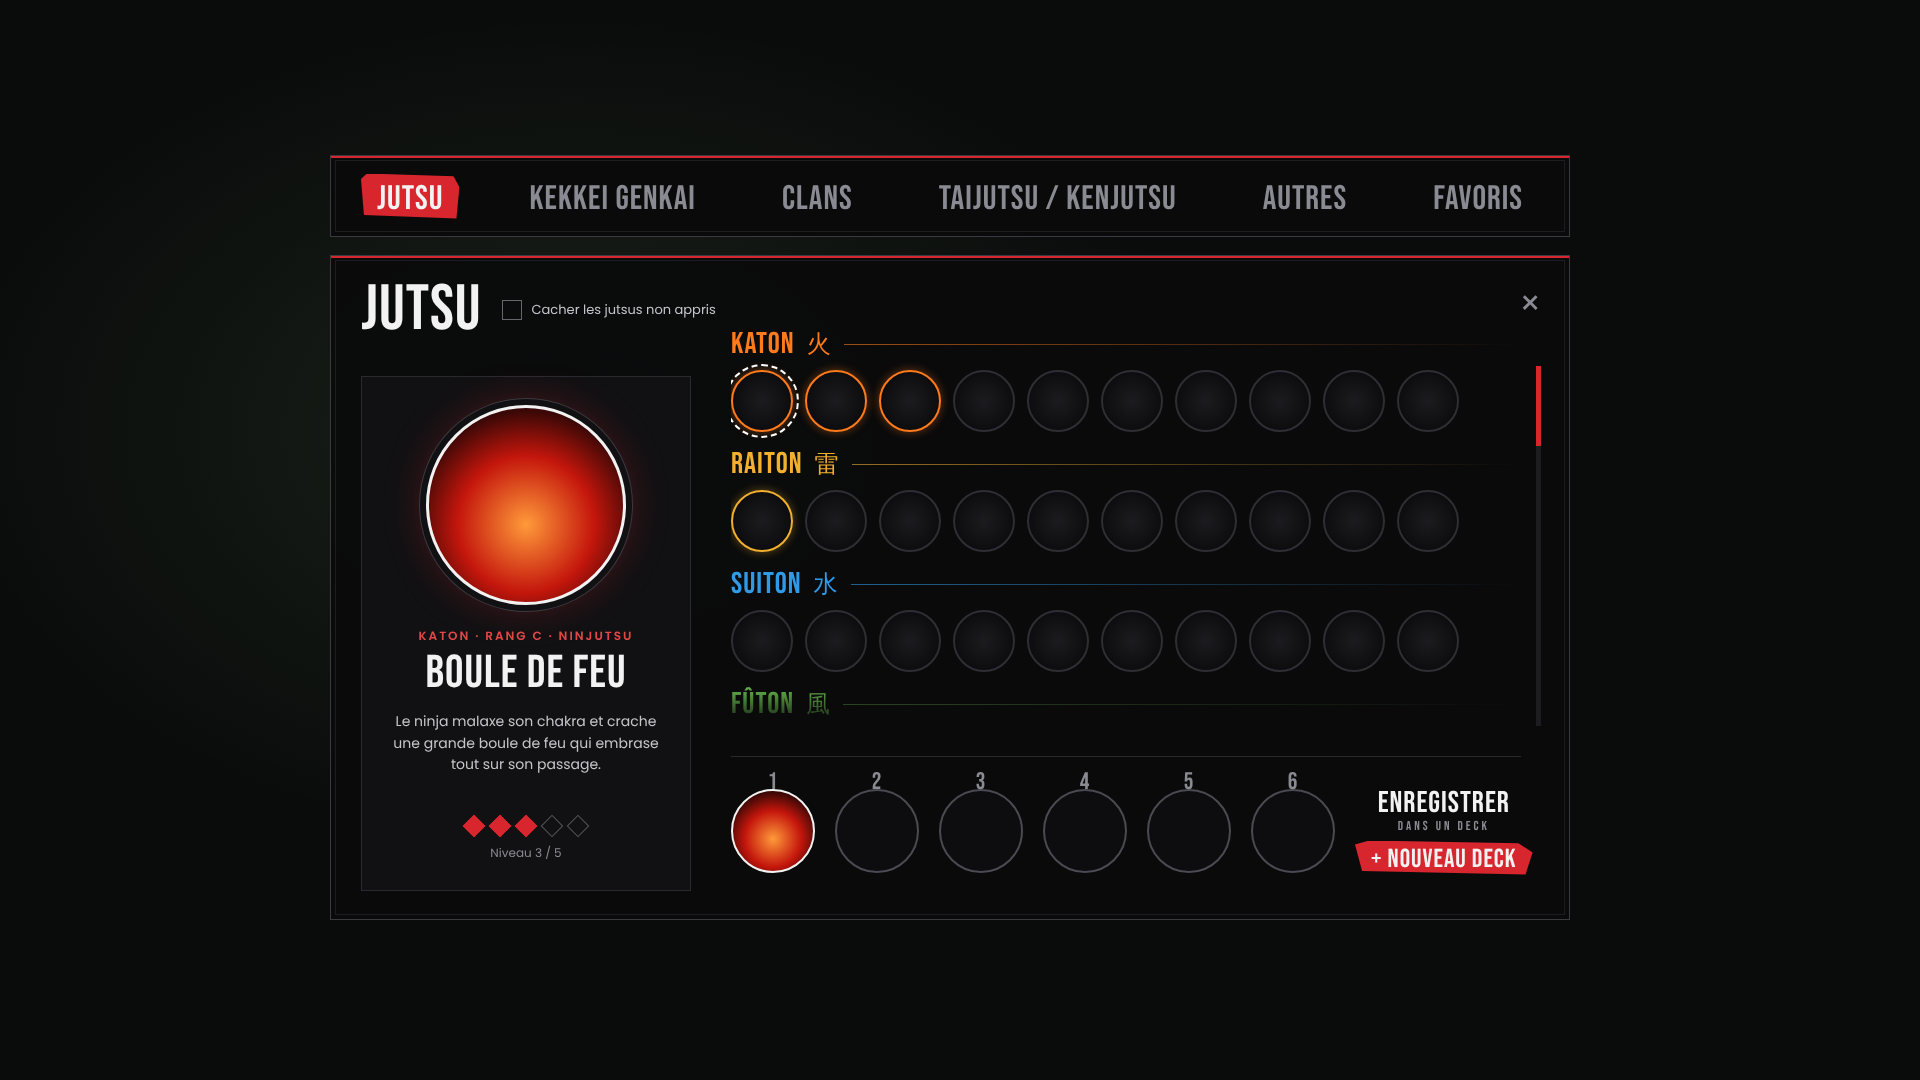 JUTSU
KEKKEI GENKAI
CLANS
TAIJUTSU / KENJUTSU
AUTRES
FAVORIS
JUTSU
Cacher les jutsus non appris
×
KATON · RANG C · NINJUTSU
BOULE DE FEU
Le ninja malaxe son chakra et crache
une grande boule de feu qui embrase
tout sur son passage.
Niveau 3 / 5
KATON 火
RAITON 雷
SUITON 水
FÛTON 風
1
2
3
4
5
6
ENREGISTRER
DANS UN DECK
+ NOUVEAU DECK